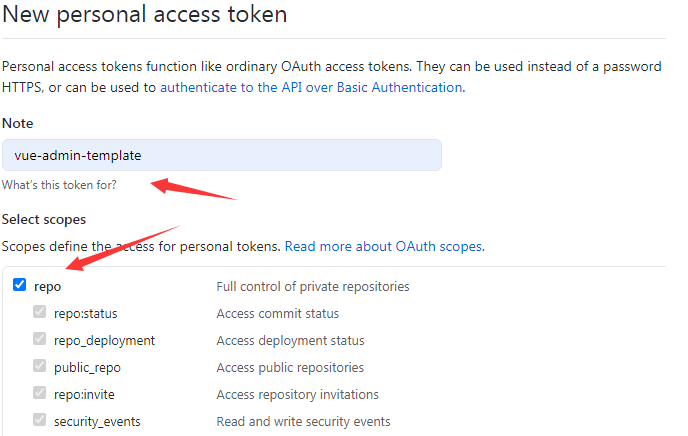 New personal access token
Personal access tokens function like ordinary OAuth access tokens. They can be used instead of a password
HTTPS, or can be used to authenticate to the API over Basic Authentication.
Note
vue-admin-template
What's this token for?
Select scopes
Scopes define the access for personal tokens. Read more about OAuth scopes.
repo Full control of private repositories
repo:status Access commit status
repo_deployment Access deployment status
public_repo Access public repositories
repo:invite Access repository invitations
security_events Read and write security events